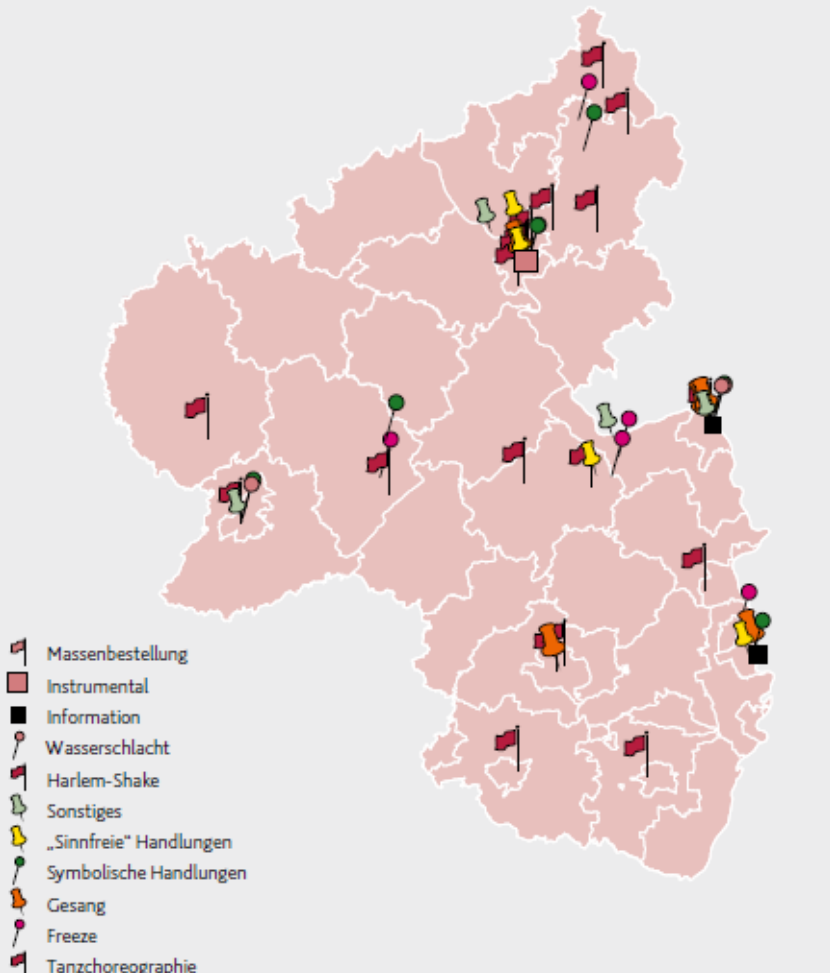 Massenbestellung
Instrumental
Information
Wasserschlacht
Harlem-Shake
Sonstiges
„Sinnfreie“ Handlungen
Symbolische Handlungen
Gesang
Freeze
Tanzchoreographie